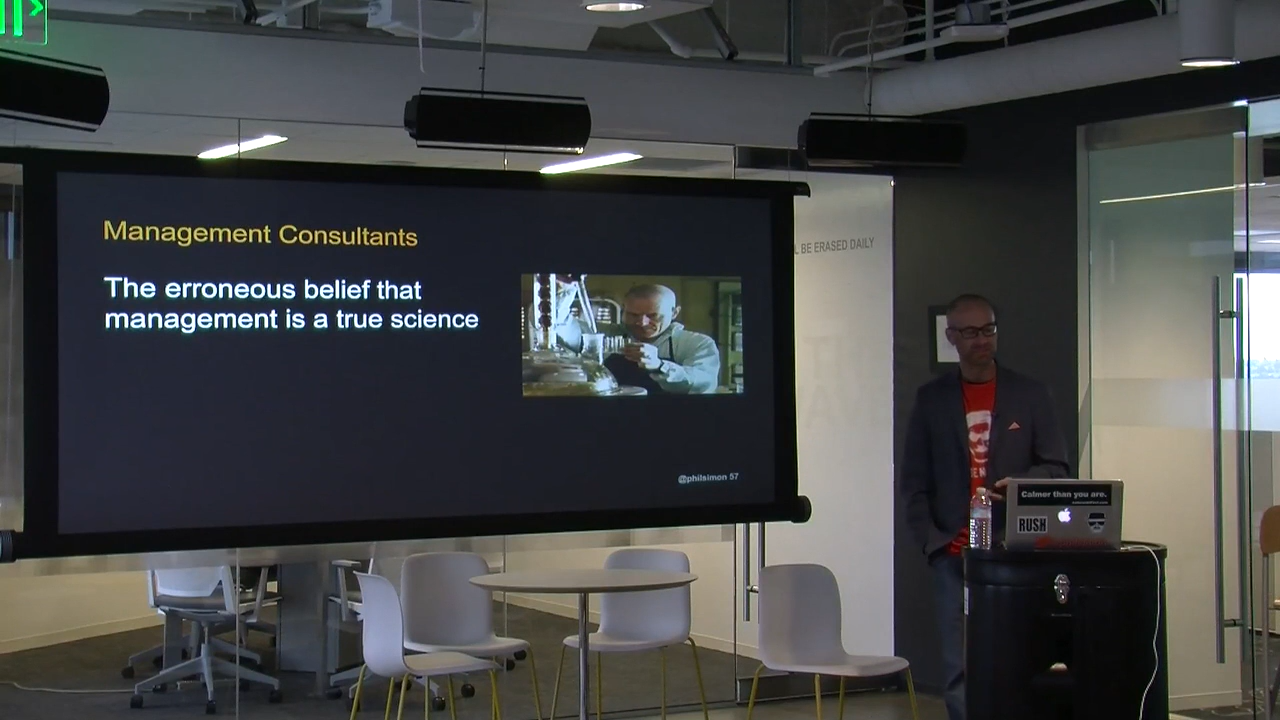 Management Consultants
The erroneous belief that
management is a true science
@philsimon 57
BE ERASED DAILY
Calmer than you are.
RUSH